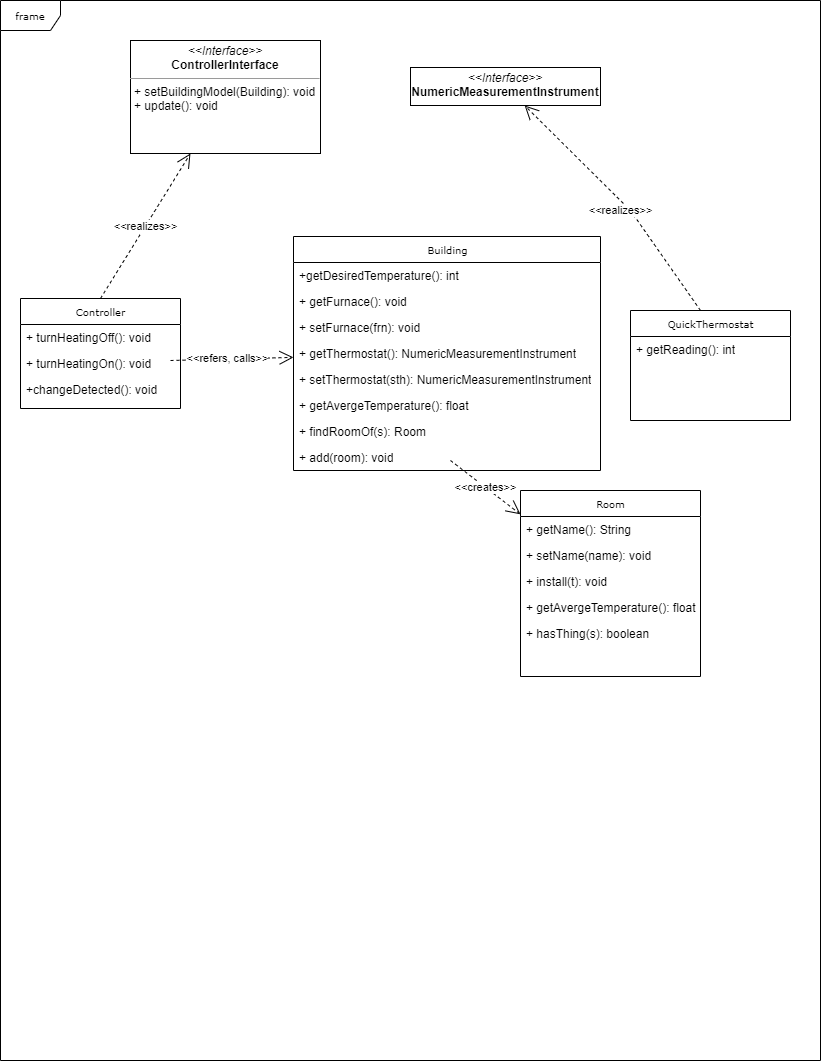 frame
<<Interface>>
ControllerInterface
+ setBuildingModel(Building): void
+ update(): void
<<Interface>>
NumericMeasurementInstrument
<<realizes>>
<<realizes>>
Building
+getDesiredTemperature(): int
+ getFurnace(): void
+ setFurnace(frn): void
+ getThermostat(): NumericMeasurementInstrument
+ setThermostat(sth): NumericMeasurementInstrument
+ getAvergeTemperature(): float
+ findRoomOf(s): Room
+ add(room): void
Controller
+ turnHeatingOff(): void
+ turnHeatingOn(): void
+changeDetected(): void
<<refers, calls>>
QuickThermostat
+ getReading(): int
<<creates>>
Room
+ getName(): String
+ setName(name): void
+ install(t): void
+ getAvergeTemperature(): float
+ hasThing(s): boolean